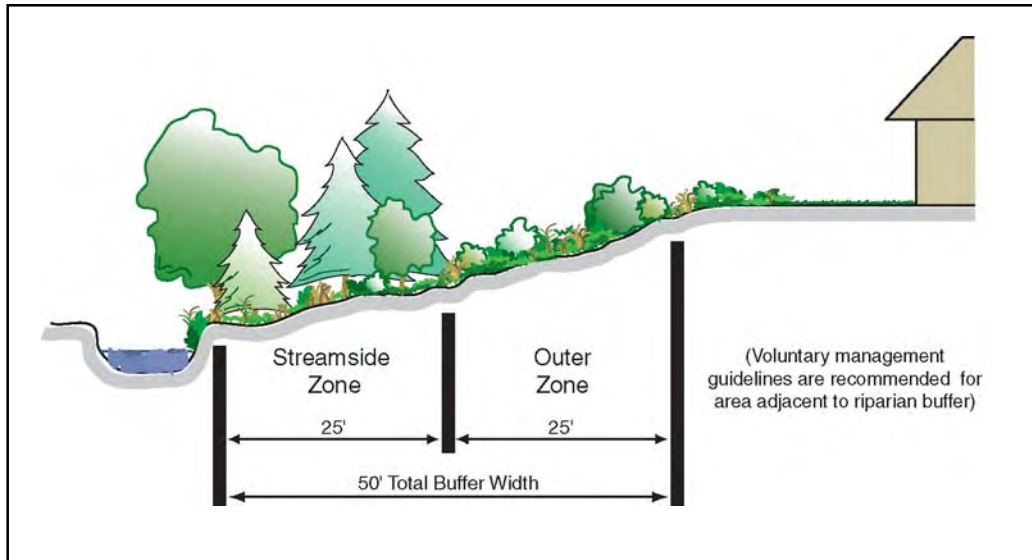 Streamside
Zone
Outer
Zone
(Voluntary management
guidelines are recommended for
area adjacent to riparian buffer)
25'
25'
50' Total Buffer Width